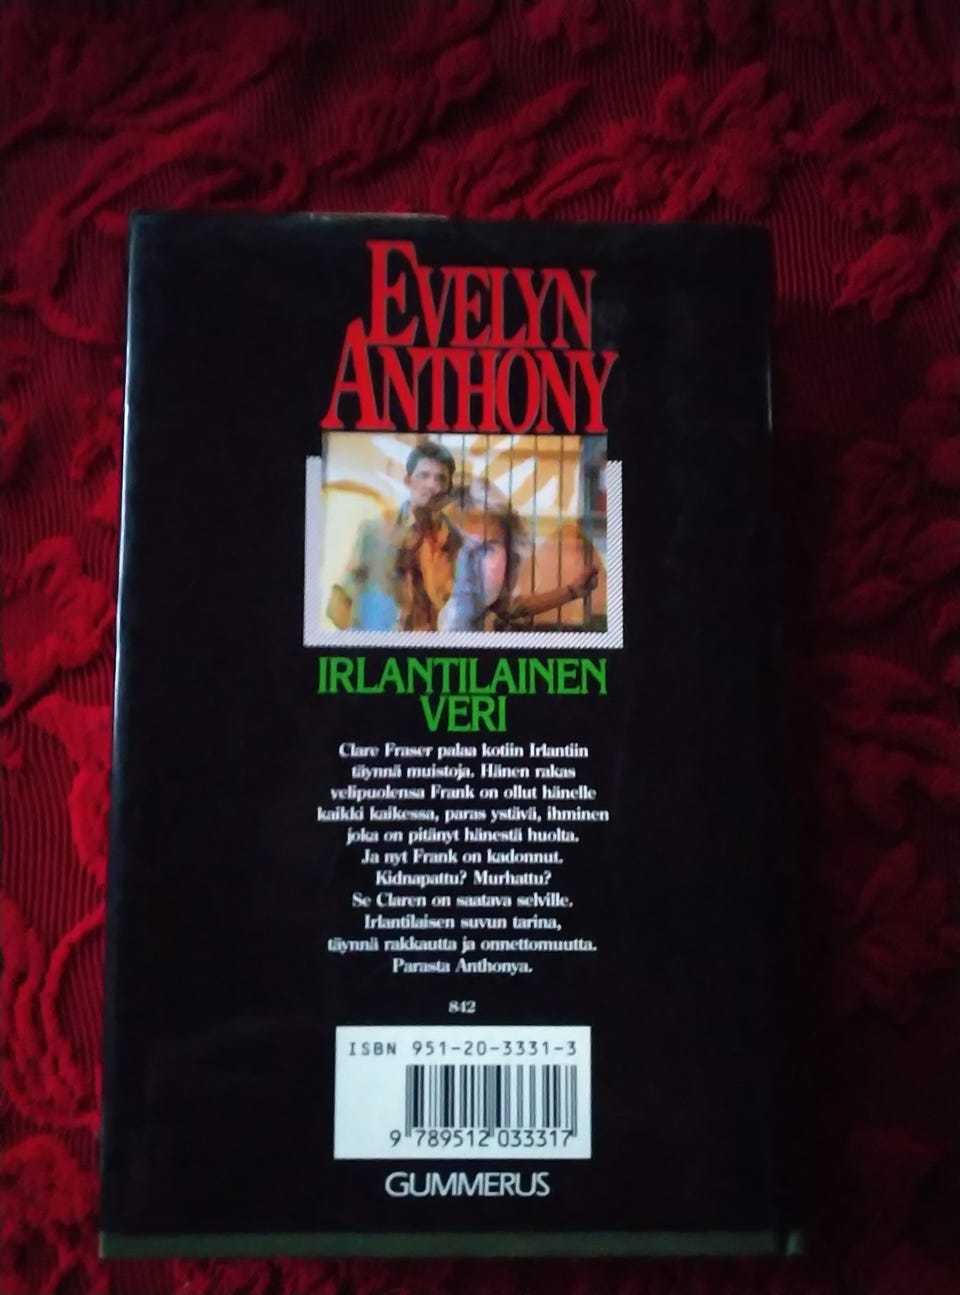 EVELYN
ANTHONY
IRLANTILAINEN
VERI
Clare Fraser palaa kotiin Irlantiin
täynnä muistoja. Hänen rakas
velipuolensa Frank on ollut hänelle
kaikki kaikessa, paras ystävä, ihminen
joka on pitänyt hänestä huolta.
Ja nyt Frank on kadonnut.
Kidnapattu? Murhattu?
Se Claren on saatava selville.
Irlantilaisen suvun tarina,
täynnä rakkautta ja onnettomuutta.
Parasta Anthonya.
842
ISBN 951-20-3331-3
9 789512 033317
GUMMERUS